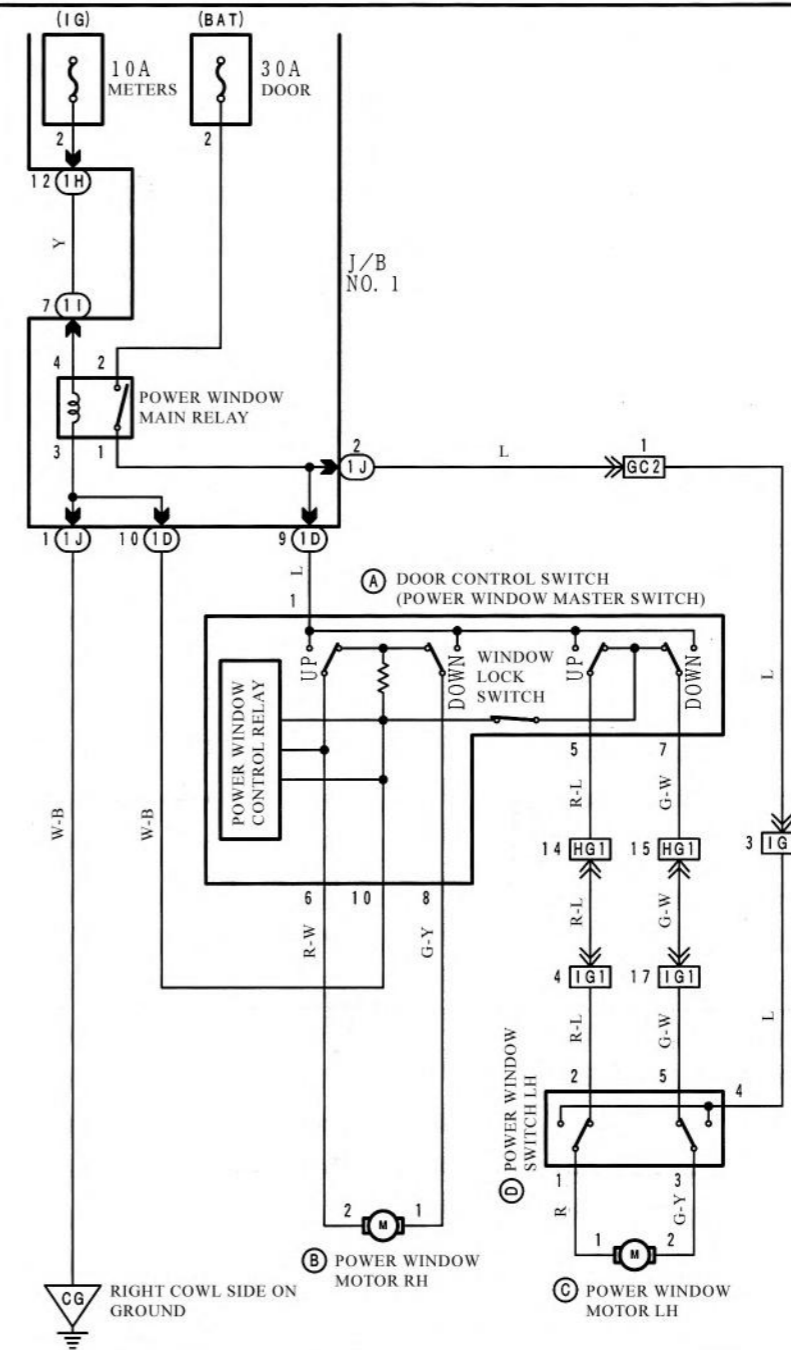 (IG) (BAT)
10A
METERS
30A
DOOR
2 2
12 1H
Y
J/B
NO. 1
7 1I
4 2
POWER WINDOW
MAIN RELAY
3 1
2
1J
L
1
GC2
1 1J 10 1D 9 1D
L
1
A DOOR CONTROL SWITCH
(POWER WINDOW MASTER SWITCH)
UP
DOWN
WINDOW
LOCK
SWITCH
UP
DOWN
L
POWER WINDOW
CONTROL RELAY
5 7
W-B
W-B
R-L
G-W
14 HG1 15 HG1 3 IG
6 10 8
R-W
G-Y
R-L
G-W
4 IG1 17 IG1
R-L
G-W
L
2 5 4
D POWER WINDOW
SWITCH LH
1 3
R
G-Y
2 M 1
1 M 2
B POWER WINDOW
MOTOR RH
C POWER WINDOW
MOTOR LH
CG RIGHT COWL SIDE ON
GROUND